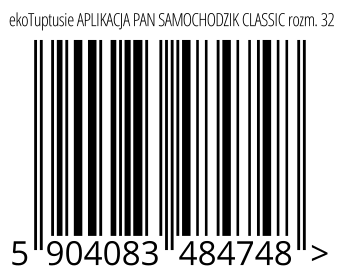 ekoTuptusie APLIKACJA PAN SAMOCHODZIK CLASSIC rozm. 32
5 904083 484748 >